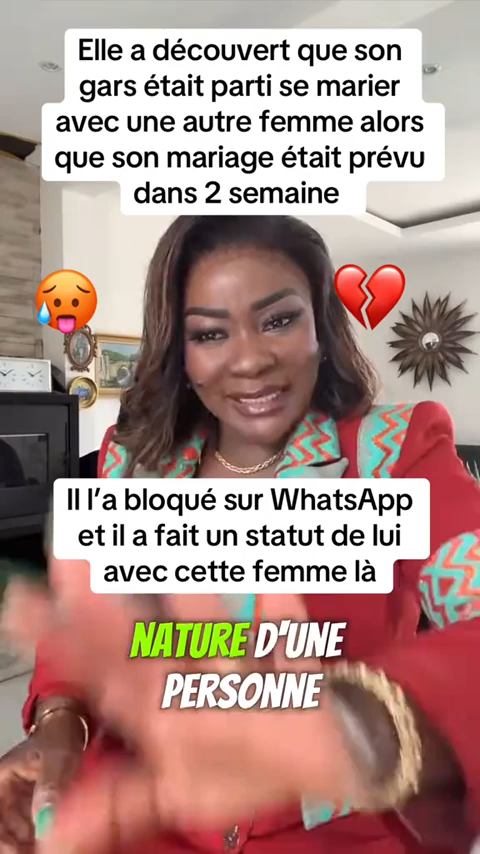 Elle a découvert que son
gars était parti se marier
avec une autre femme alors
que son mariage était prévu
dans 2 semaine
Il l’a bloqué sur WhatsApp
et il a fait un statut de lui
avec cette femme là
NATURE D'UNE
PERSONNE